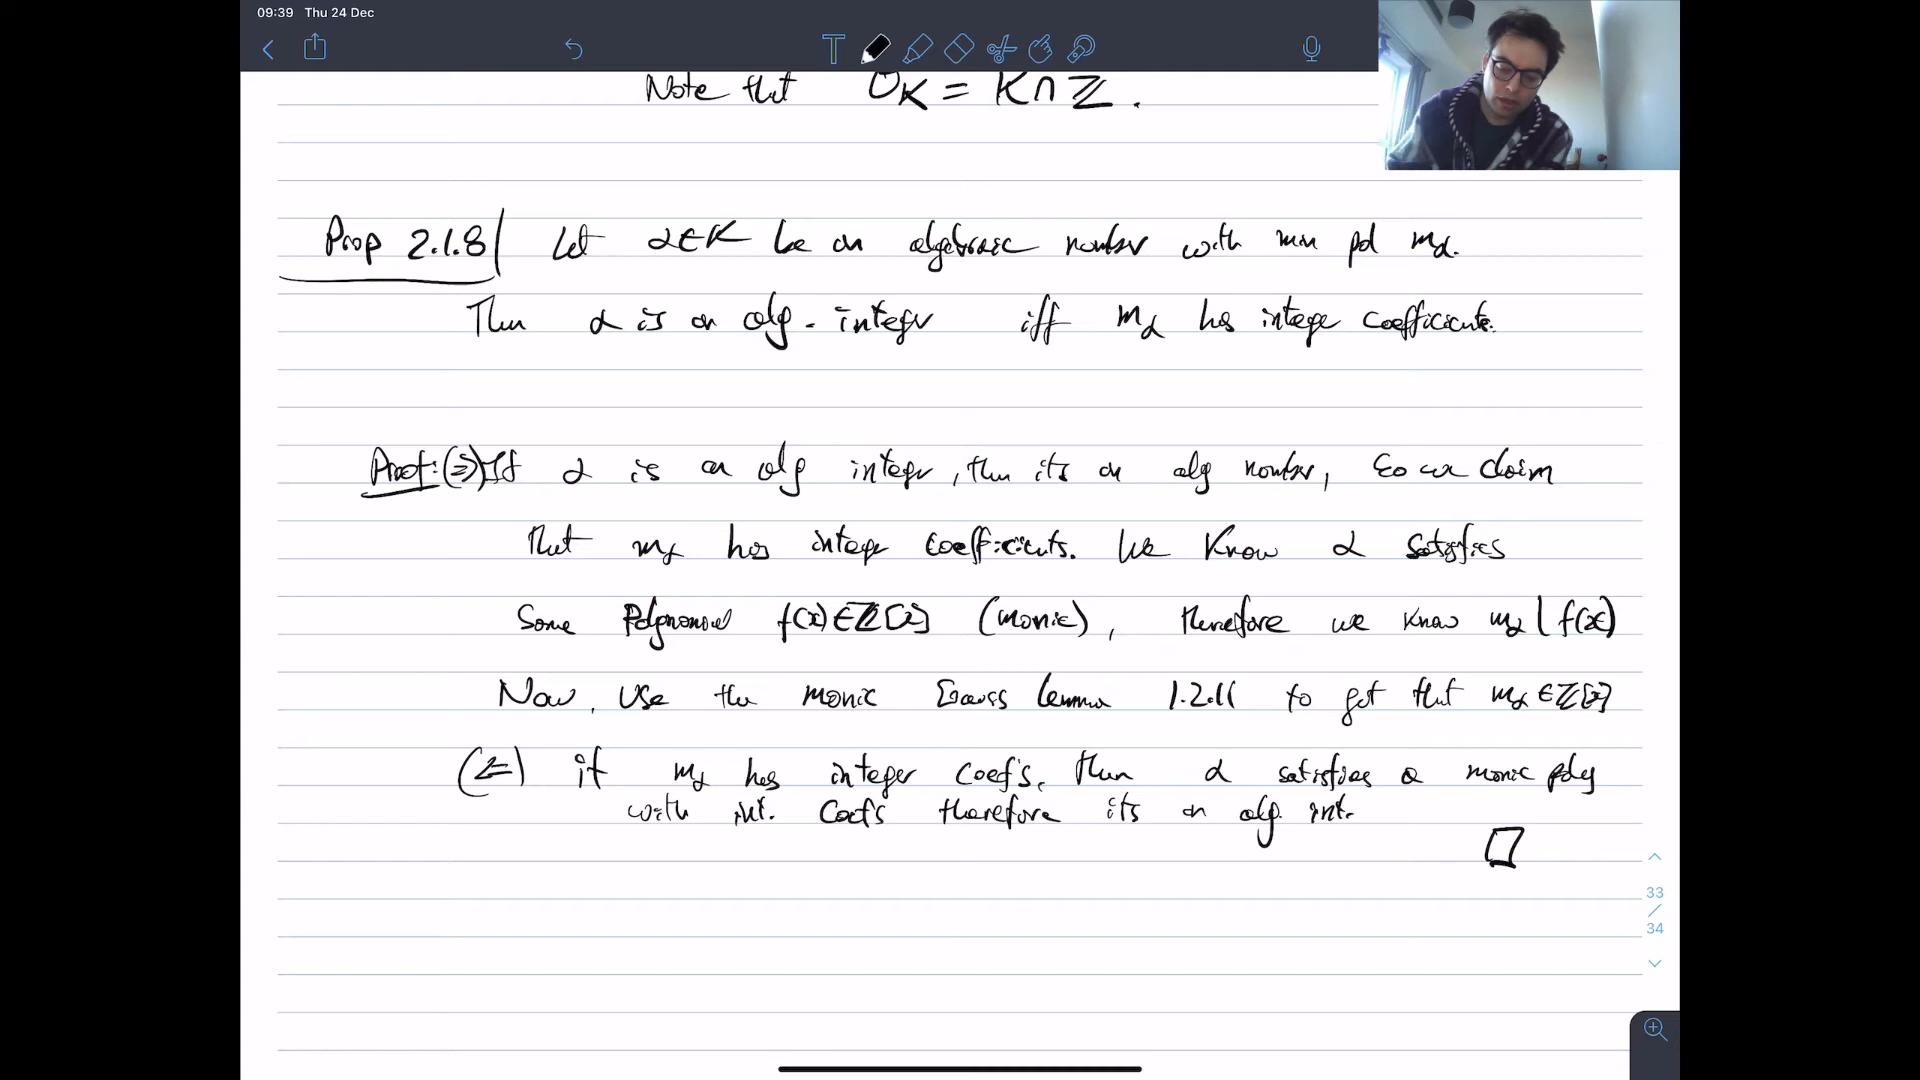 09:39 Thu 24 Dec
Note that O_K = K ∩ ℤ.
Prop 2.1.8 Let α∈K be an algebraic number with min pol m_α.
Then α is an alg. integer iff m_α has integer coefficients.
Proof: (⇒) If α is an alg integer, then its an alg number, so we claim
that m_α has integer coefficients. We know α satisfies
Some Polynomial f(x)∈ℤ[x] (monic), therefore we know m_α | f(x)
Now, use the monic Gauss lemma 1.2.11 to get that m_α ∈ ℤ[x]
(⇐) if m_α has integer coefs, then α satisfies a monic poly
with int. Coefs therefore its an alg. int.
33
/
34